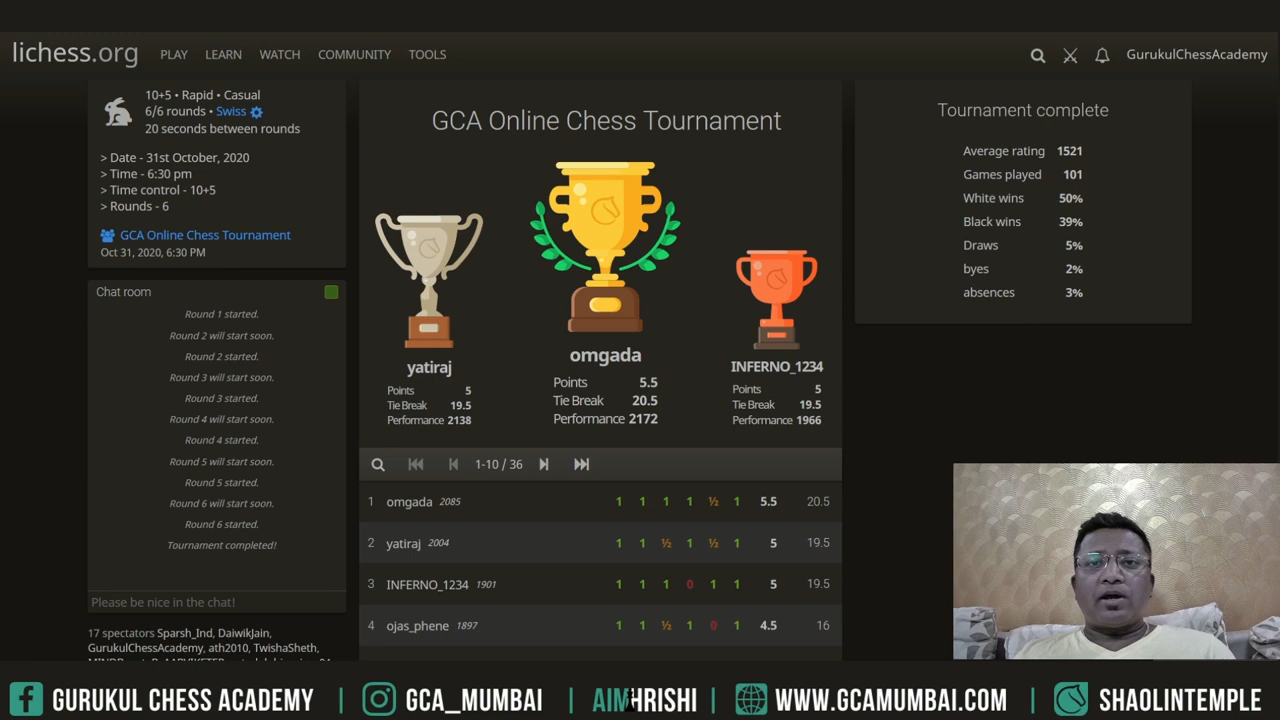 lichess.org PLAY LEARN WATCH COMMUNITY TOOLS GurukulChessAcademy
10+5 • Rapid • Casual
6/6 rounds • Swiss
20 seconds between rounds
> Date - 31st October, 2020
> Time - 6:30 pm
> Time control - 10+5
> Rounds - 6
GCA Online Chess Tournament
Oct 31, 2020, 6:30 PM
Chat room
Round 1 started.
Round 2 will start soon.
Round 2 started.
Round 3 will start soon.
Round 3 started.
Round 4 will start soon.
Round 4 started.
Round 5 will start soon.
Round 5 started.
Round 6 will start soon.
Round 6 started.
Tournament completed!
Please be nice in the chat!
17 spectators Sparsh_Ind, DaiwikJain,
GurukulChessAcademy, ath2010, TwishaSheth,
GCA Online Chess Tournament
yatiraj
Points 5
Tie Break 19.5
Performance 2138
omgada
Points 5.5
Tie Break 20.5
Performance 2172
INFERNO_1234
Points 5
Tie Break 19.5
Performance 1966
1-10 / 36
1 omgada 2085 1 1 1 1 ½ 1 5.5 20.5
2 yatiraj 2004 1 1 ½ 1 ½ 1 5 19.5
3 INFERNO_1234 1901 1 1 1 0 1 1 5 19.5
4 ojas_phene 1897 1 1 ½ 1 0 1 4.5 16
Tournament complete
Average rating 1521
Games played 101
White wins 50%
Black wins 39%
Draws 5%
byes 2%
absences 3%
GURUKUL CHESS ACADEMY | GCA_MUMBAI | AIMHRISHI | WWW.GCAMUMBAI.COM | SHAOLINTEMPLE